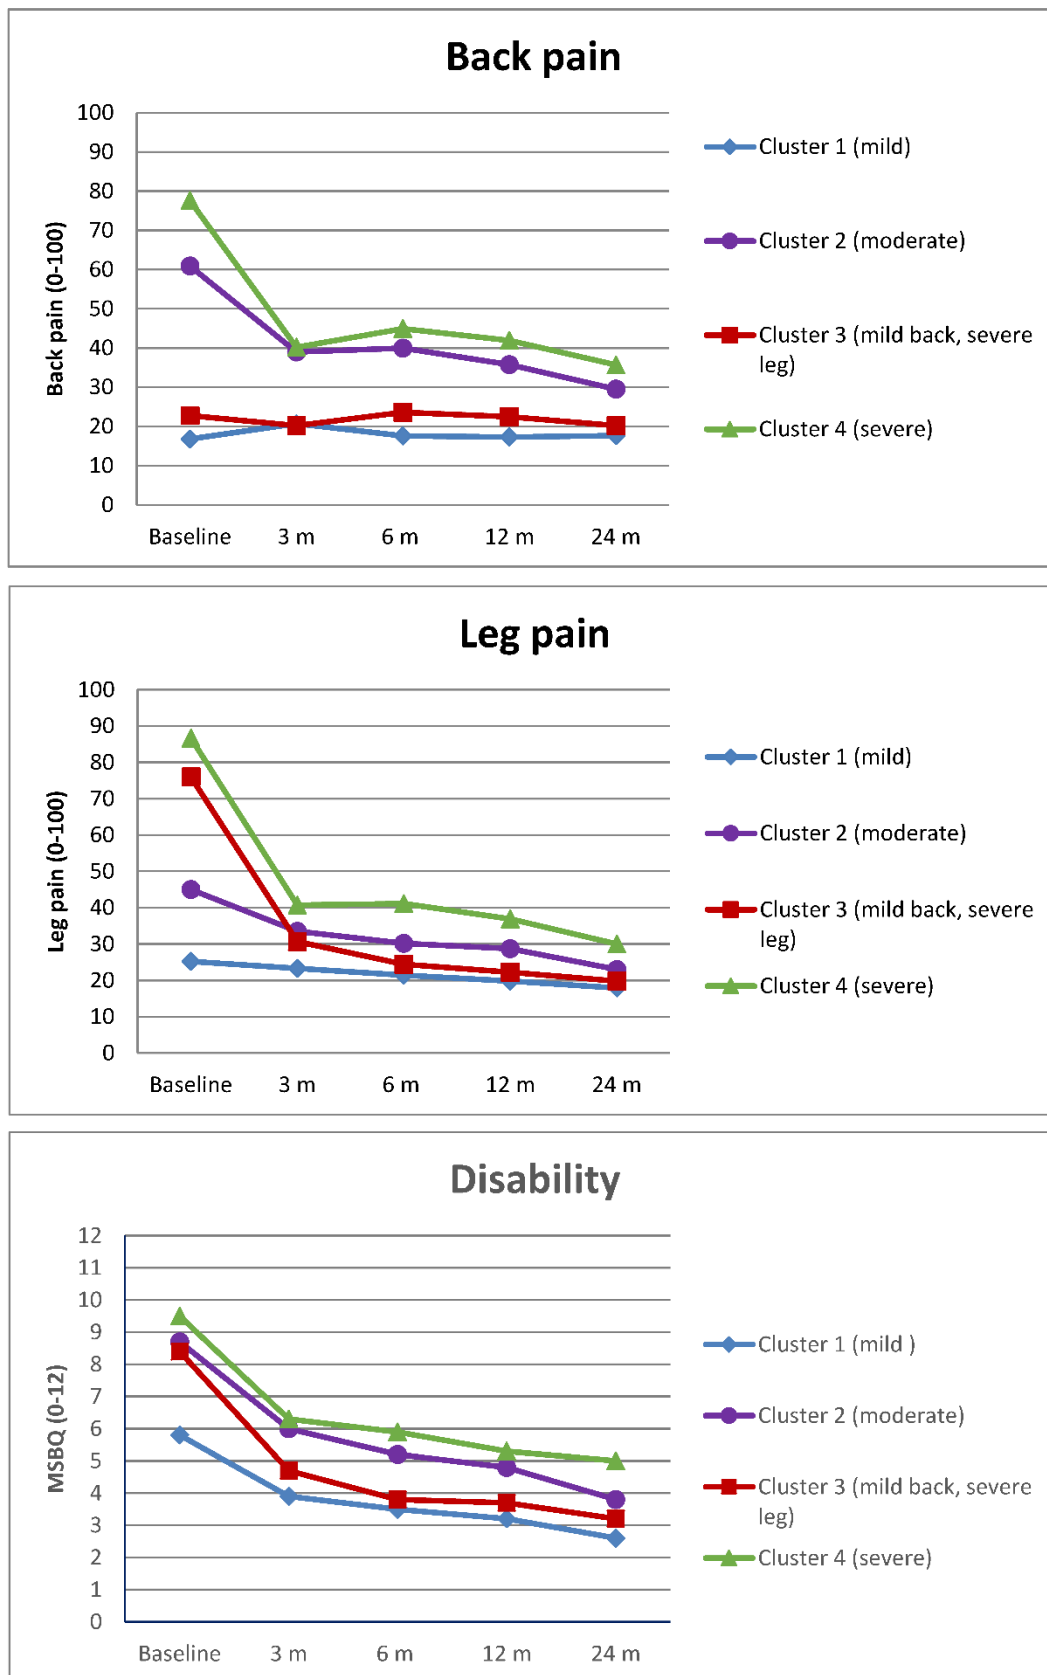 Back pain
100
90
80
70
60
50
40
30
20
10
0
Back pain (0-100)
Baseline 3 m 6 m 12 m 24 m
Cluster 1 (mild)
Cluster 2 (moderate)
Cluster 3 (mild back, severe
leg)
Cluster 4 (severe)
Leg pain
100
90
80
70
60
50
40
30
20
10
0
Leg pain (0-100)
Baseline 3 m 6 m 12 m 24 m
Cluster 1 (mild)
Cluster 2 (moderate)
Cluster 3 (mild back, severe
leg)
Cluster 4 (severe)
Disability
12
11
10
9
8
7
6
5
4
3
2
1
0
MSBQ (0-12)
Baseline 3 m 6 m 12 m 24 m
Cluster 1 (mild )
Cluster 2 (moderate)
Cluster 3 (mild back, severe
leg)
Cluster 4 (severe)